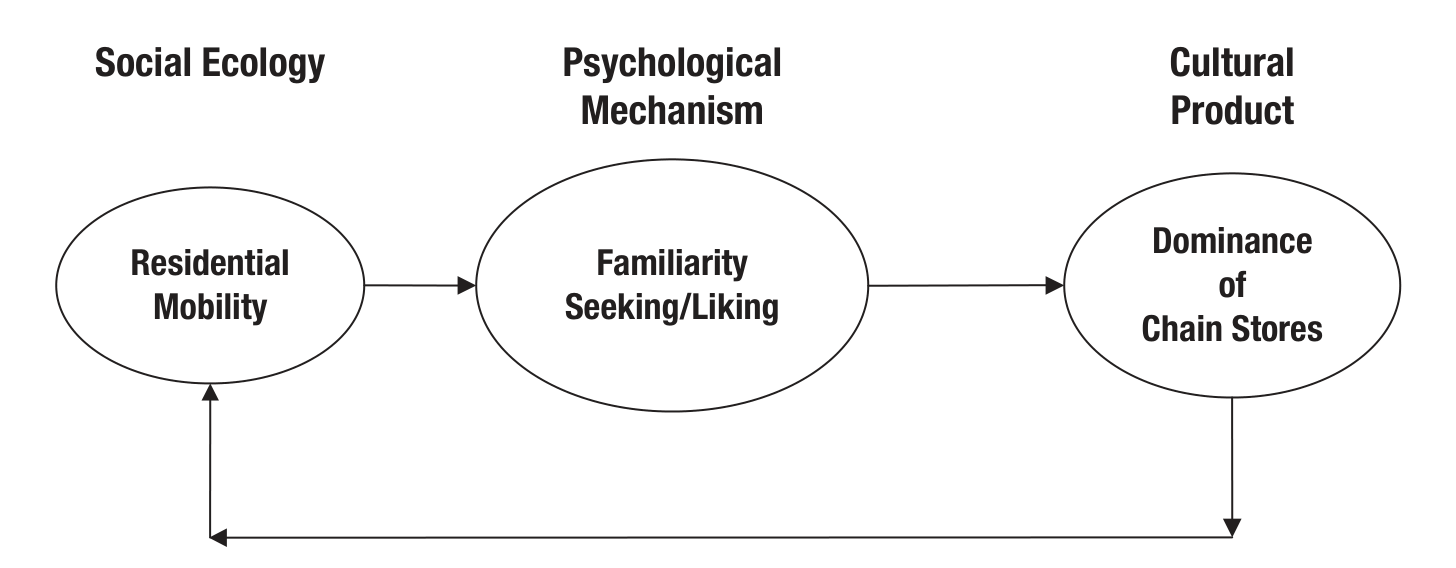 Social Ecology
Psychological
Mechanism
Cultural
Product
Residential
Mobility
Familiarity
Seeking/Liking
Dominance
of
Chain Stores